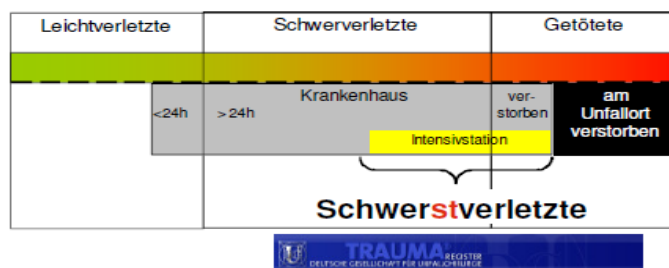 Leichtverletzte Schwerverletzte Getötete
<24h >24h Krankenhaus ver-
storben
am
Unfallort
verstorben
Intensivstation
Schwerstverletzte
TRAUMA REGISTER
DEUTSCHE GESELLSCHAFT FÜR UNFALLCHIRURGIE